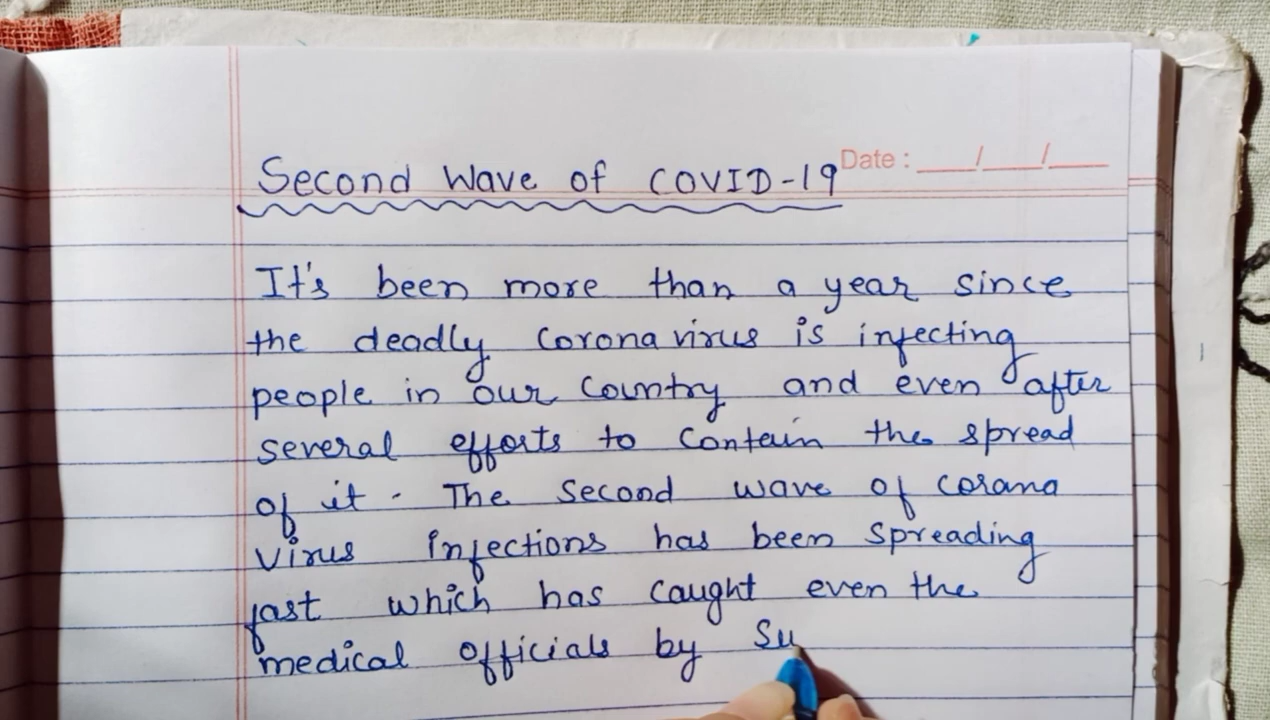 Second Wave of COVID-19
Date : ___/___/___
It's been more than a year since
the deadly Corona virus is infecting
people in our Country and even after
several efforts to contain the spread
of it. The Second wave of corana
virus infections has been spreading
fast which has caught even the
medical officials by Su